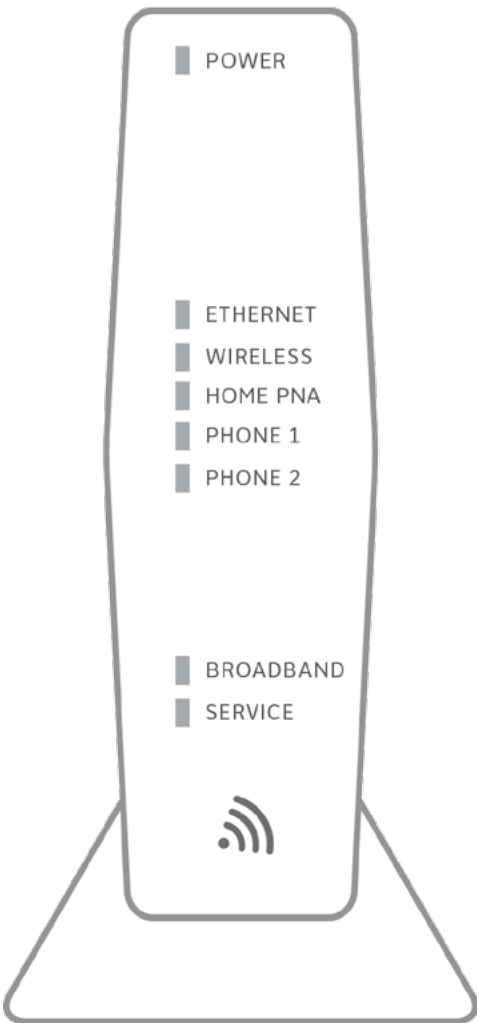 POWER
ETHERNET
WIRELESS
HOME PNA
PHONE 1
PHONE 2
BROADBAND
SERVICE